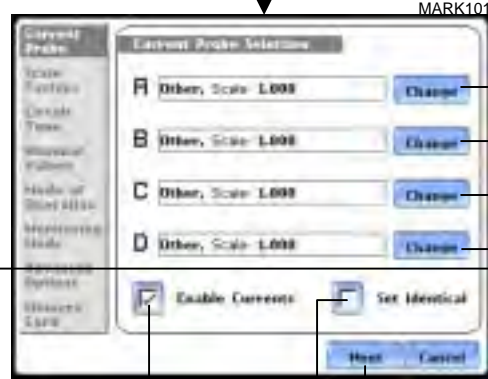 MARK101
Current
Probe
Current Probe Selection
Scale
Factors
A Other, Scale 1.000 Change
Circuit
Type
B Other, Scale 1.000 Change
Nominal
Values
Mode of
Operation
C Other, Scale 1.000 Change
Monitoring
Mode
D Other, Scale 1.000 Change
Advanced
Options
Enable Currents Set Identical
Memory
Card
Next Cancel